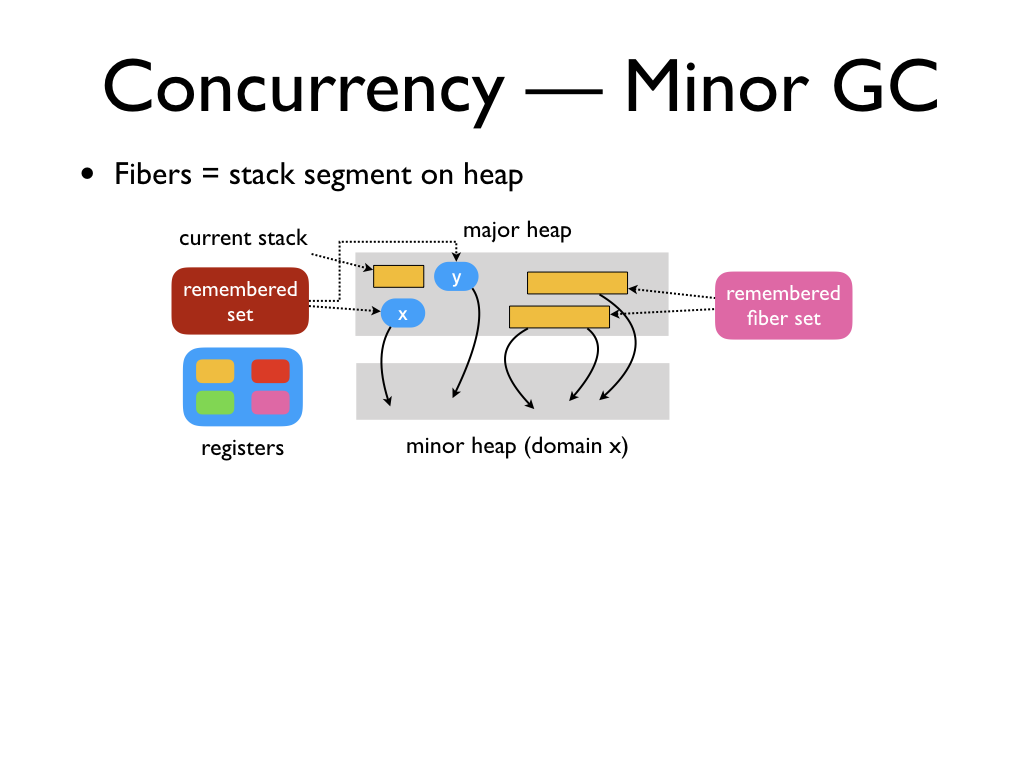 Concurrency — Minor GC
• Fibers = stack segment on heap
major heap
current stack
y
remembered
set
x
remembered
fiber set
registers
minor heap (domain x)